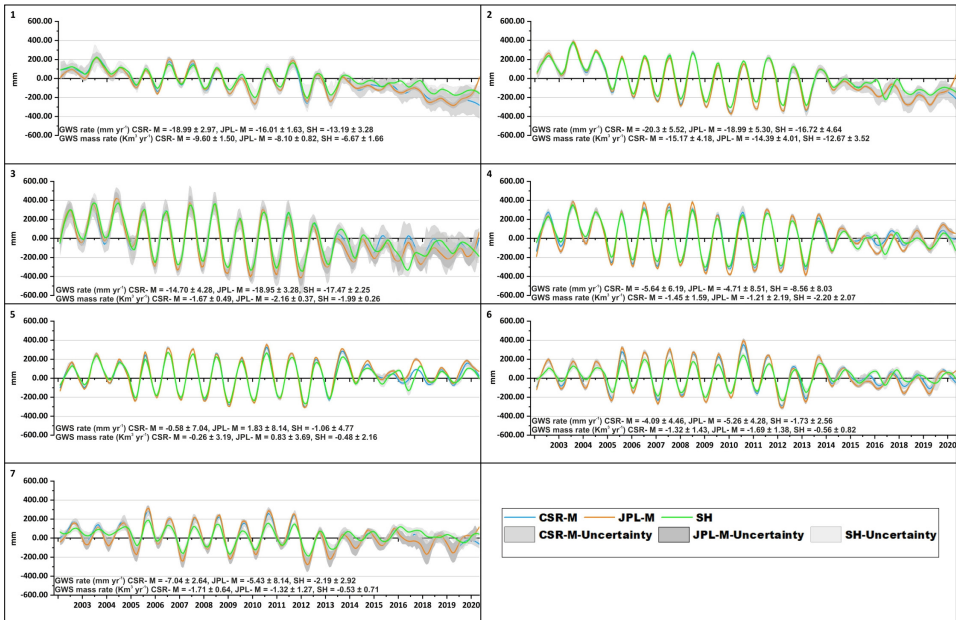 1
600.00
400.00
200.00
0.00
-200.00
-400.00
-600.00
mm
GWS rate (mm yr⁻¹) CSR- M = -18.99 ± 2.97, JPL- M = -16.01 ± 1.63, SH = -13.19 ± 3.28
GWS mass rate (Km³ yr⁻¹) CSR- M = -9.60 ± 1.50, JPL- M = -8.10 ± 0.82, SH = -6.67 ± 1.66
2
600.00
400.00
200.00
0.00
-200.00
-400.00
-600.00
mm
GWS rate (mm yr⁻¹) CSR- M = -20.3 ± 5.52, JPL- M = -18.99 ± 5.30, SH = -16.72 ± 4.64
GWS mass rate (Km³ yr⁻¹) CSR- M = -15.17 ± 4.18, JPL- M = -14.39 ± 4.01, SH = -12.67 ± 3.52
3
600.00
400.00
200.00
0.00
-200.00
-400.00
-600.00
mm
GWS rate (mm yr⁻¹) CSR- M = -14.70 ± 4.28, JPL- M = -18.95 ± 3.28, SH = -17.47 ± 2.25
GWS mass rate (Km³ yr⁻¹) CSR- M = -1.67 ± 0.49, JPL- M = -2.16 ± 0.37, SH = -1.99 ± 0.26
4
600.00
400.00
200.00
0.00
-200.00
-400.00
-600.00
mm
GWS rate (mm yr⁻¹) CSR- M = -5.64 ± 6.19, JPL- M = -4.71 ± 8.51, SH = -8.56 ± 8.03
GWS mass rate (Km³ yr⁻¹) CSR- M = -1.45 ± 1.59, JPL- M = -1.21 ± 2.19, SH = -2.20 ± 2.07
5
600.00
400.00
200.00
0.00
-200.00
-400.00
-600.00
mm
GWS rate (mm yr⁻¹) CSR- M = -0.58 ± 7.04, JPL- M = 1.83 ± 8.14, SH = -1.06 ± 4.77
GWS mass rate (Km³ yr⁻¹) CSR- M = -0.26 ± 3.19, JPL- M = 0.83 ± 3.69, SH = -0.48 ± 2.16
6
600.00
400.00
200.00
0.00
-200.00
-400.00
-600.00
mm
GWS rate (mm yr⁻¹) CSR- M = -4.09 ± 4.46, JPL- M = -5.26 ± 4.28, SH = -1.73 ± 2.56
GWS mass rate (Km³ yr⁻¹) CSR- M = -1.32 ± 1.43, JPL- M = -1.69 ± 1.38, SH = -0.56 ± 0.82
2003 2004 2005 2006 2007 2008 2009 2010 2011 2012 2013 2014 2015 2016 2017 2018 2019 2020
7
600.00
400.00
200.00
0.00
-200.00
-400.00
-600.00
mm
GWS rate (mm yr⁻¹) CSR- M = -7.04 ± 2.64, JPL- M = -5.43 ± 8.14, SH = -2.19 ± 2.92
GWS mass rate (Km³ yr⁻¹) CSR- M = -1.71 ± 0.64, JPL- M = -1.32 ± 1.27, SH = -0.53 ± 0.71
2003 2004 2005 2006 2007 2008 2009 2010 2011 2012 2013 2014 2015 2016 2017 2018 2019 2020
CSR-M JPL-M SH
CSR-M-Uncertainty JPL-M-Uncertainty SH-Uncertainty